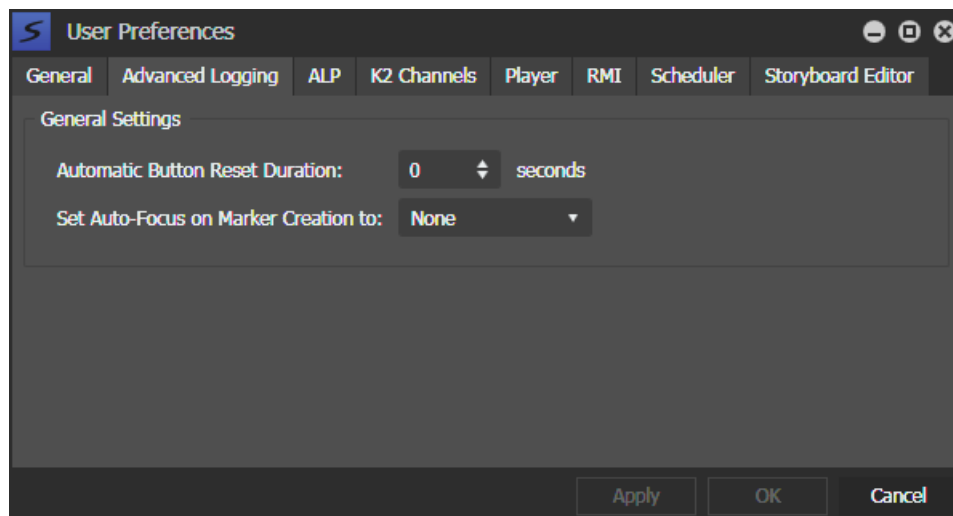 User Preferences
General Advanced Logging ALP K2 Channels Player RMI Scheduler Storyboard Editor
General Settings
Automatic Button Reset Duration: 0 seconds
Set Auto-Focus on Marker Creation to: None
Apply OK Cancel